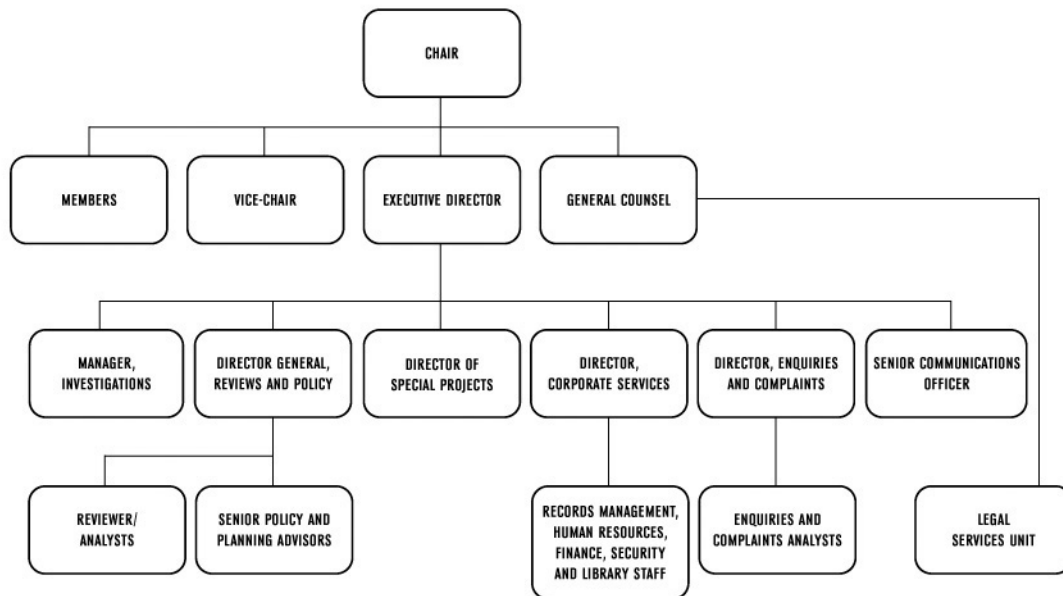 CHAIR
MEMBERS
VICE-CHAIR
EXECUTIVE DIRECTOR
GENERAL COUNSEL
MANAGER,
INVESTIGATIONS
DIRECTOR GENERAL,
REVIEWS AND POLICY
DIRECTOR OF
SPECIAL PROJECTS
DIRECTOR,
CORPORATE SERVICES
DIRECTOR, ENQUIRIES
AND COMPLAINTS
SENIOR COMMUNICATIONS
OFFICER
REVIEWER/
ANALYSTS
SENIOR POLICY AND
PLANNING ADVISORS
RECORDS MANAGEMENT,
HUMAN RESOURCES,
FINANCE, SECURITY
AND LIBRARY STAFF
ENQUIRIES AND
COMPLAINTS ANALYSTS
LEGAL
SERVICES UNIT